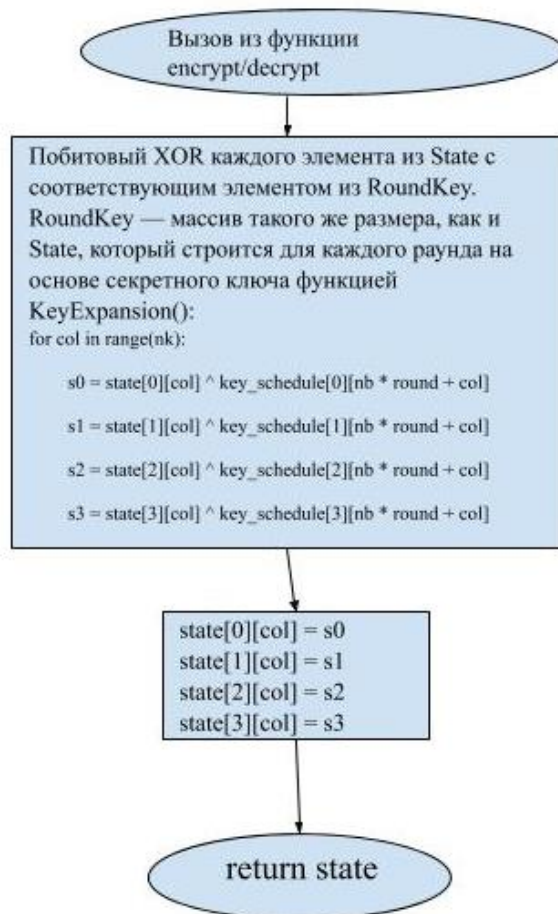 Вызов из функции
encrypt/decrypt
Побитовый XOR каждого элемента из State с
соответствующим элементом из RoundKey.
RoundKey — массив такого же размера, как и
State, который строится для каждого раунда на
основе секретного ключа функцией
KeyExpansion():
for col in range(nk):
s0 = state[0][col] ^ key_schedule[0][nb * round + col]
s1 = state[1][col] ^ key_schedule[1][nb * round + col]
s2 = state[2][col] ^ key_schedule[2][nb * round + col]
s3 = state[3][col] ^ key_schedule[3][nb * round + col]
state[0][col] = s0
state[1][col] = s1
state[2][col] = s2
state[3][col] = s3
return state